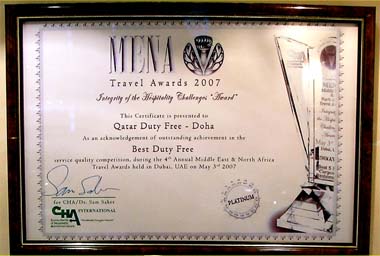 MENA
Travel Awards 2007
Integrity of the Hospitality Challenges "Award"
This Certificate is presented to
Qatar Duty Free - Doha
As an acknowledgement of outstanding achievement in the
Best Duty Free
service quality competition, during the 4th Annual Middle East & North Africa
Travel Awards held in Dubai, UAE on May 3rd 2007
for CHA/Dr. Sam Saber
CHA INTERNATIONAL
PLATINUM